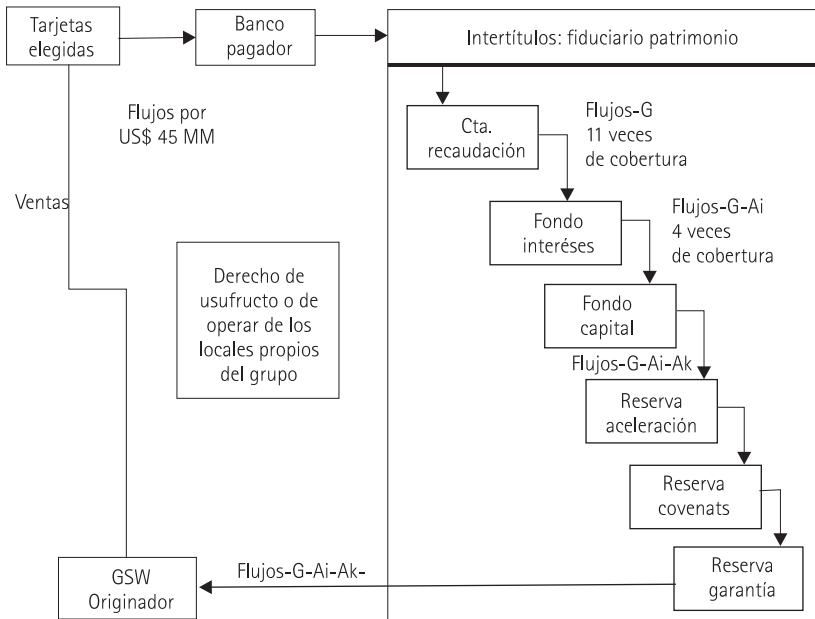 Tarjetas
elegidas
Banco
pagador
Intertítulos: fiduciario patrimonio
Flujos por
US$ 45 MM
Cta.
recaudación
Flujos-G
11 veces
de cobertura
Ventas
Fondo
interéses
Flujos-G-Ai
4 veces
de cobertura
Derecho de
usufructo o de
operar de los
locales propios
del grupo
Fondo
capital
Flujos-G-Ai-Ak
Reserva
aceleración
Reserva
covenats
Reserva
garantía
Flujos-G-Ai-Ak-
GSW
Originador